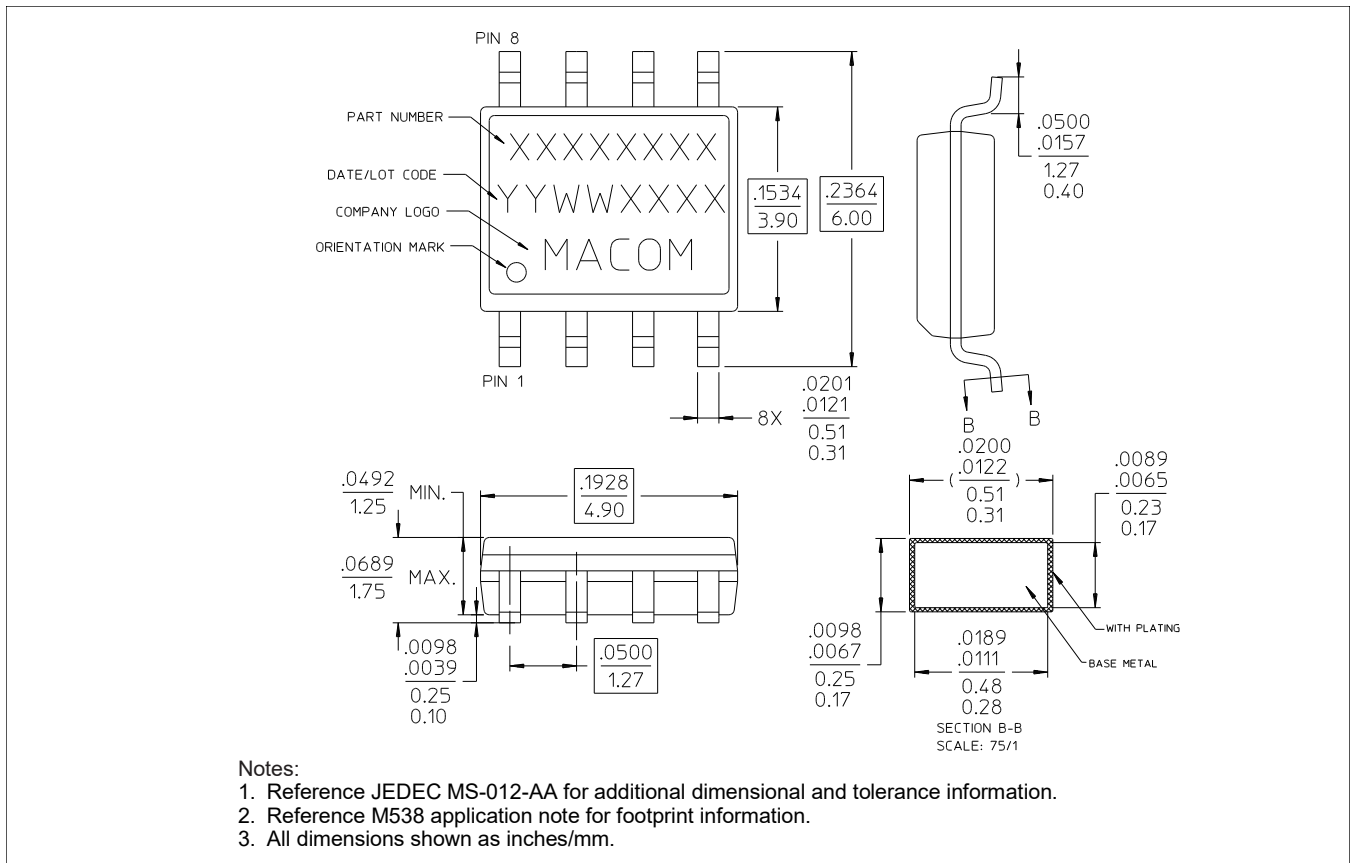 PIN 8
PART NUMBER
XXXXXXXX
DATE/LOT CODE
YYWWXXXX
COMPANY LOGO
MACOM
ORIENTATION MARK
PIN 1
.1534
3.90
.2364
6.00
.0500
.0157
1.27
0.40
8X
.0201
.0121
0.51
0.31
B
B
.0492
1.25
MIN.
.0689
1.75
MAX.
.0098
.0039
0.25
0.10
.1928
4.90
.0500
1.27
.0200
( .0122 )
0.51
0.31
.0089
.0065
0.23
0.17
.0098
.0067
0.25
0.17
.0189
.0111
0.48
0.28
WITH PLATING
BASE METAL
SECTION B-B
SCALE: 75/1
Notes:
1. Reference JEDEC MS-012-AA for additional dimensional and tolerance information.
2. Reference M538 application note for footprint information.
3. All dimensions shown as inches/mm.